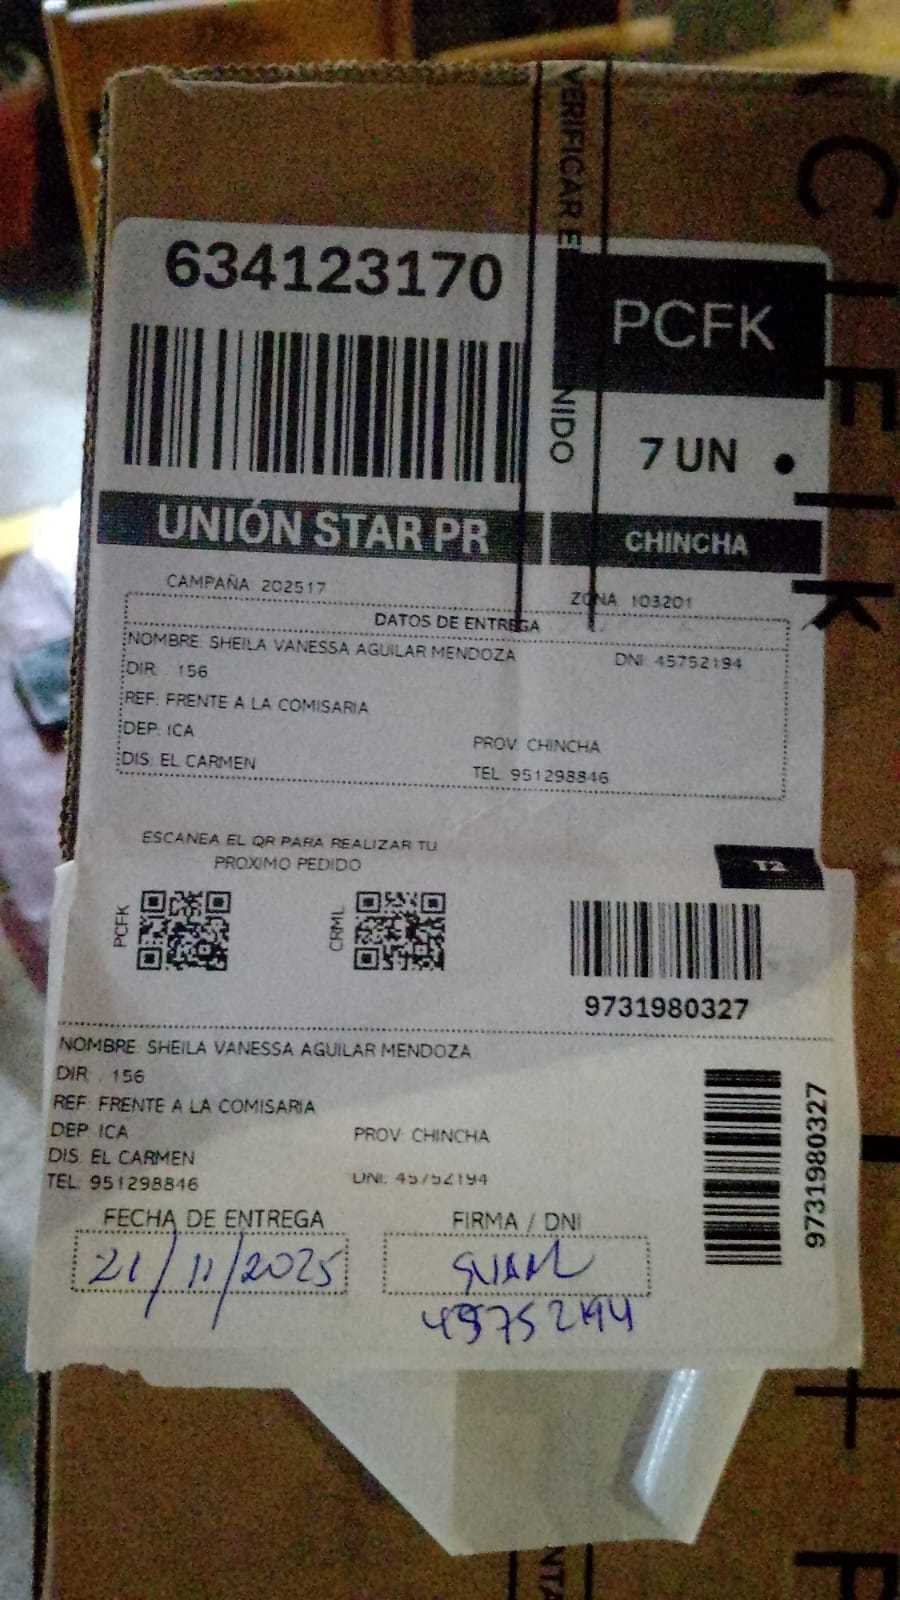 VERIFICAR E
NIDO
634123170
PCFK
7 UN
UNIÓN STAR PR
CHINCHA
CAMPAÑA: 202517
ZONA: 103201
DATOS DE ENTREGA
NOMBRE: SHEILA VANESSA AGUILAR MENDOZA
DNI: 45752194
DIR: . 156
REF: FRENTE A LA COMISARIA
DEP: ICA
PROV: CHINCHA
DIS: EL CARMEN
TEL: 951298846
ESCANEA EL QR PARA REALIZAR TU
PROXIMO PEDIDO
T2
PCFK
CRML
9731980327
NOMBRE: SHEILA VANESSA AGUILAR MENDOZA
DIR: . 156
REF: FRENTE A LA COMISARIA
DEP: ICA
PROV: CHINCHA
DIS: EL CARMEN
TEL: 951298846
DNI: 45752194
9731980327
FECHA DE ENTREGA
FIRMA / DNI
21/11/2025
45752194